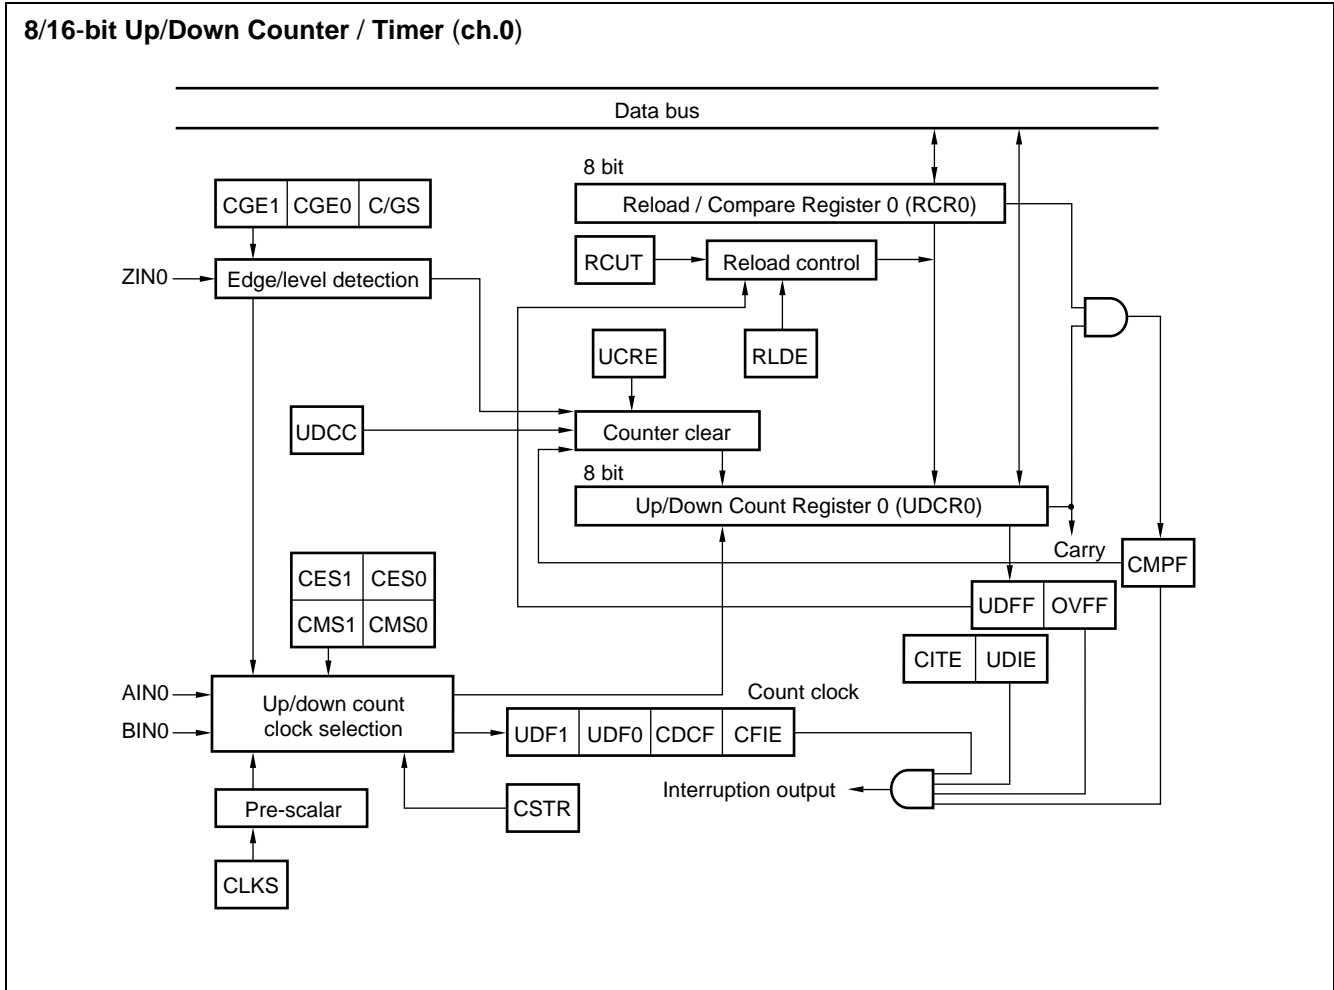 8/16-bit Up/Down Counter / Timer (ch.0)
Data bus
8 bit
CGE1 CGE0 C/GS
Reload / Compare Register 0 (RCR0)
RCUT
Reload control
ZIN0
Edge/level detection
UCRE
RLDE
UDCC
Counter clear
8 bit
Up/Down Count Register 0 (UDCR0)
Carry
CMPF
CES1 CES0
CMS1 CMS0
UDFF OVFF
CITE UDIE
AIN0
BIN0
Up/down count
clock selection
Count clock
UDF1 UDF0 CDCF CFIE
Interruption output
Pre-scalar
CSTR
CLKS